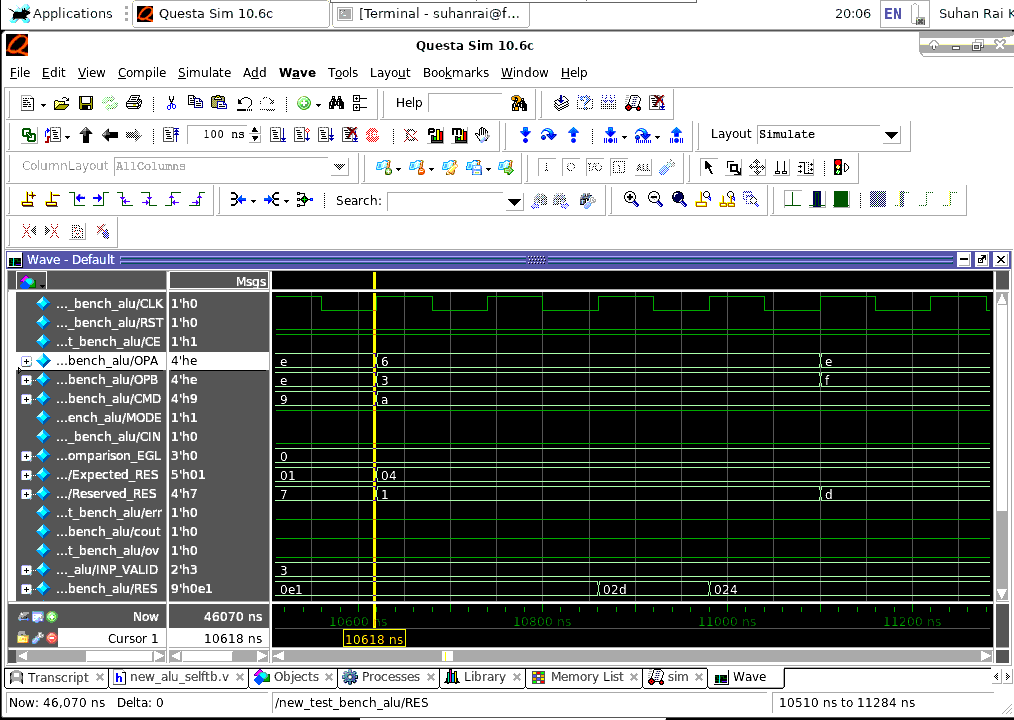 Applications
Questa Sim 10.6c
[Terminal - suhanrai@f...
20:06
EN
Suhan Rai K
Questa Sim 10.6c
File Edit View Compile Simulate Add Wave Tools Layout Bookmarks Window Help
Help
100 ns
Layout Simulate
ColumnLayout AllColumns
Search:
Wave - Default
Msgs
..._bench_alu/CLK 1'h0
..._bench_alu/RST 1'h0
...t_bench_alu/CE 1'h1
...bench_alu/OPA 4'he e 6 e
...bench_alu/OPB 4'he e 3 f
...bench_alu/CMD 4'h9 9 a
...ench_alu/MODE 1'h1
..._bench_alu/CIN 1'h0
...omparison_EGL 3'h0 0
.../Expected_RES 5'h01 01 04
.../Reserved_RES 4'h7 7 1 d
...t_bench_alu/err 1'h0
...bench_alu/cout 1'h0
...t_bench_alu/ov 1'h0
..._alu/INP_VALID 2'h3 3
...bench_alu/RES 9'h0e1 0e1 02d 024
Now 46070 ns 10600 ns 10800 ns 11000 ns 11200 ns
Cursor 1 10618 ns 10618 ns
Transcript new_alu_selftb.v Objects Processes Library Memory List sim Wave
Now: 46,070 ns Delta: 0 /new_test_bench_alu/RES 10510 ns to 11284 ns